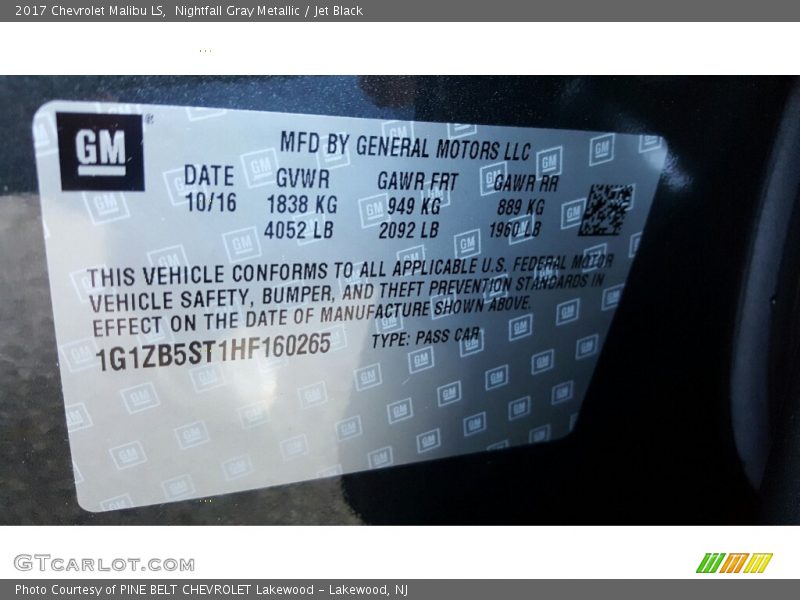 2017 Chevrolet Malibu LS, Nightfall Gray Metallic / Jet Black
GM®
MFD BY GENERAL MOTORS LLC
DATE GVWR GAWR FRT GAWR RR
10/16 1838 KG 949 KG 889 KG
4052 LB 2092 LB 1960 LB
THIS VEHICLE CONFORMS TO ALL APPLICABLE U.S. FEDERAL MOTOR
VEHICLE SAFETY, BUMPER, AND THEFT PREVENTION STANDARDS IN
EFFECT ON THE DATE OF MANUFACTURE SHOWN ABOVE.
1G1ZB5ST1HF160265 TYPE: PASS CAR
GTCARLOT.COM
Photo Courtesy of PINE BELT CHEVROLET Lakewood - Lakewood, NJ